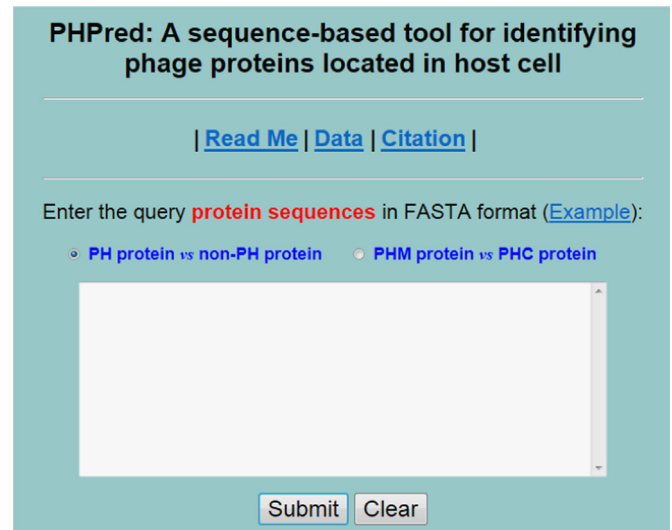 PHPred: A sequence-based tool for identifying
phage proteins located in host cell
| Read Me | Data | Citation |
Enter the query protein sequences in FASTA format (Example):
PH protein vs non-PH protein PHM protein vs PHC protein
Submit Clear